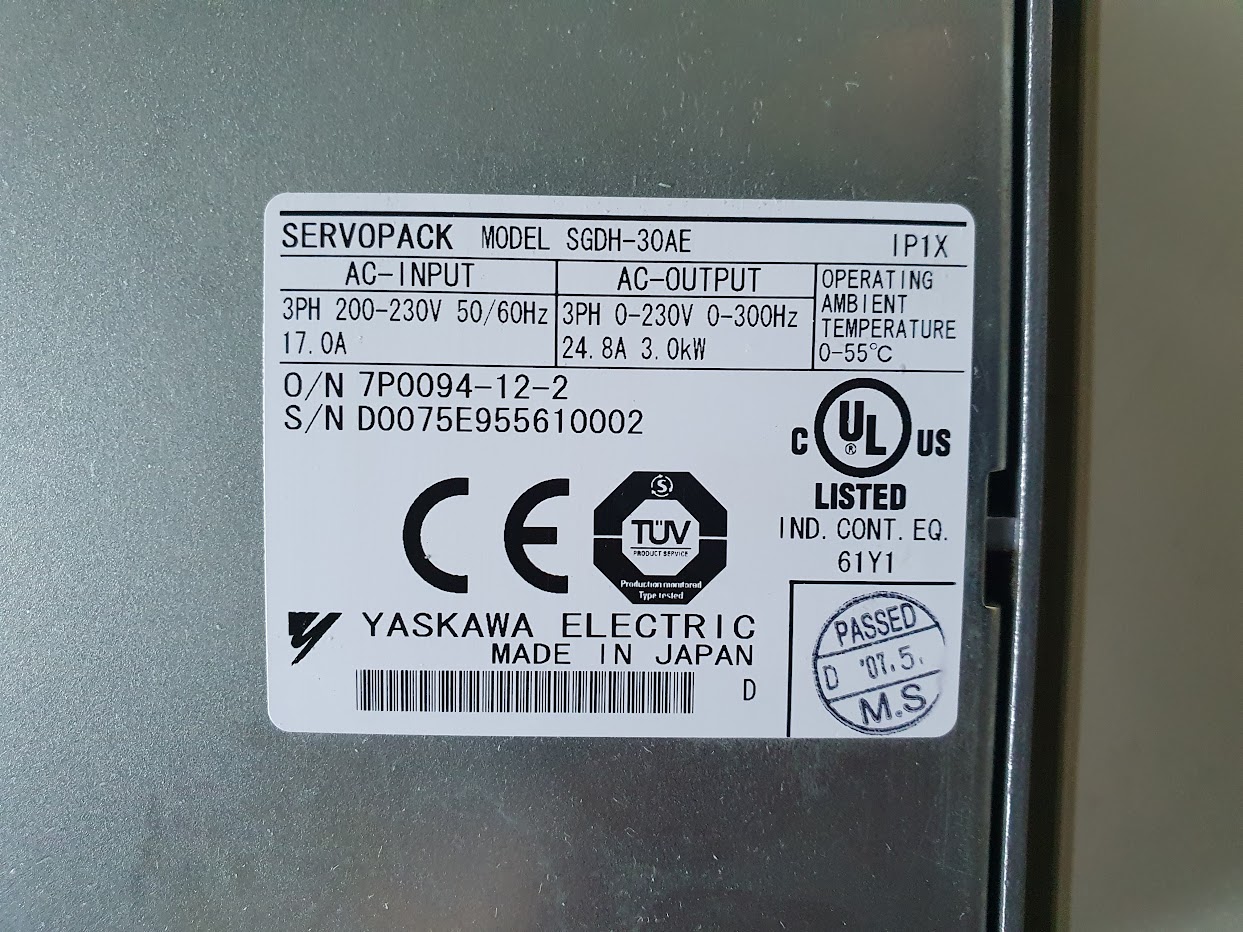 SERVOPACK MODEL SGDH-30AE IP1X
AC-INPUT
3PH 200-230V 50/60Hz
17.0A
AC-OUTPUT
3PH 0-230V 0-300Hz
24.8A 3.0kW
OPERATING
AMBIENT
TEMPERATURE
0-55°C
O/N 7P0094-12-2
S/N D0075E955610002
C UL® US
LISTED
IND. CONT. EQ.
61Y1
CE
S
TÜV
PRODUCT SERVICE
Production monitored
Type tested
YASKAWA ELECTRIC
MADE IN JAPAN
D
PASSED
D '07.5.
M.S